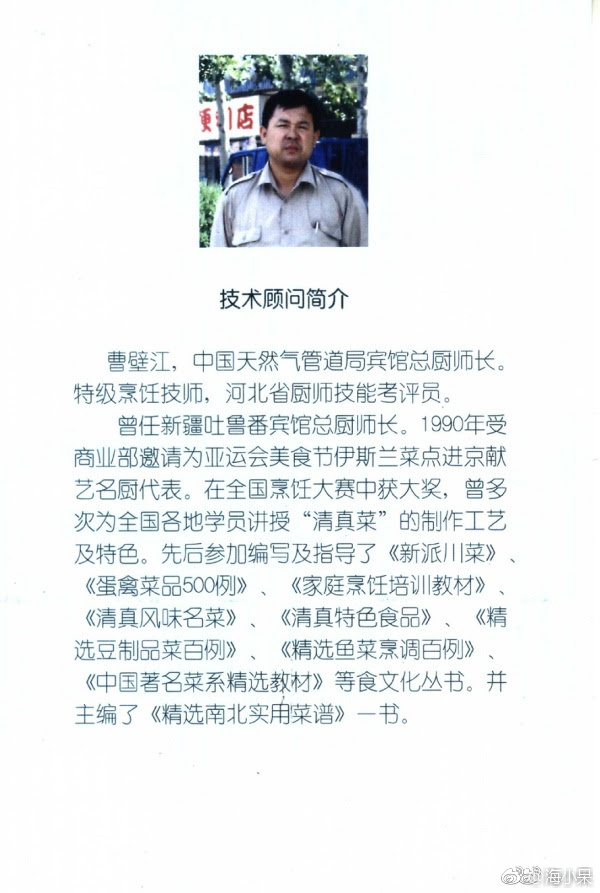 便利店
技术顾问简介
曹壁江，中国天然气管道局宾馆总厨师长。
特级烹饪技师，河北省厨师技能考评员。
曾任新疆吐鲁番宾馆总厨师长。1990年受
商业部邀请为亚运会美食节伊斯兰菜点进京献
艺名厨代表。在全国烹饪大赛中获大奖，曾多
次为全国各地学员讲授“清真菜”的制作工艺
及特色。先后参加编写及指导了《新派川菜》、
《蛋禽菜品500例》、《家庭烹饪培训教材》、
《清真风味名菜》、《清真特色食品》、《精
选豆制品菜百例》、《精选鱼菜烹调百例》、
《中国著名菜系精选教材》等食文化丛书。并
主编了《精选南北实用菜谱》一书。
海小果